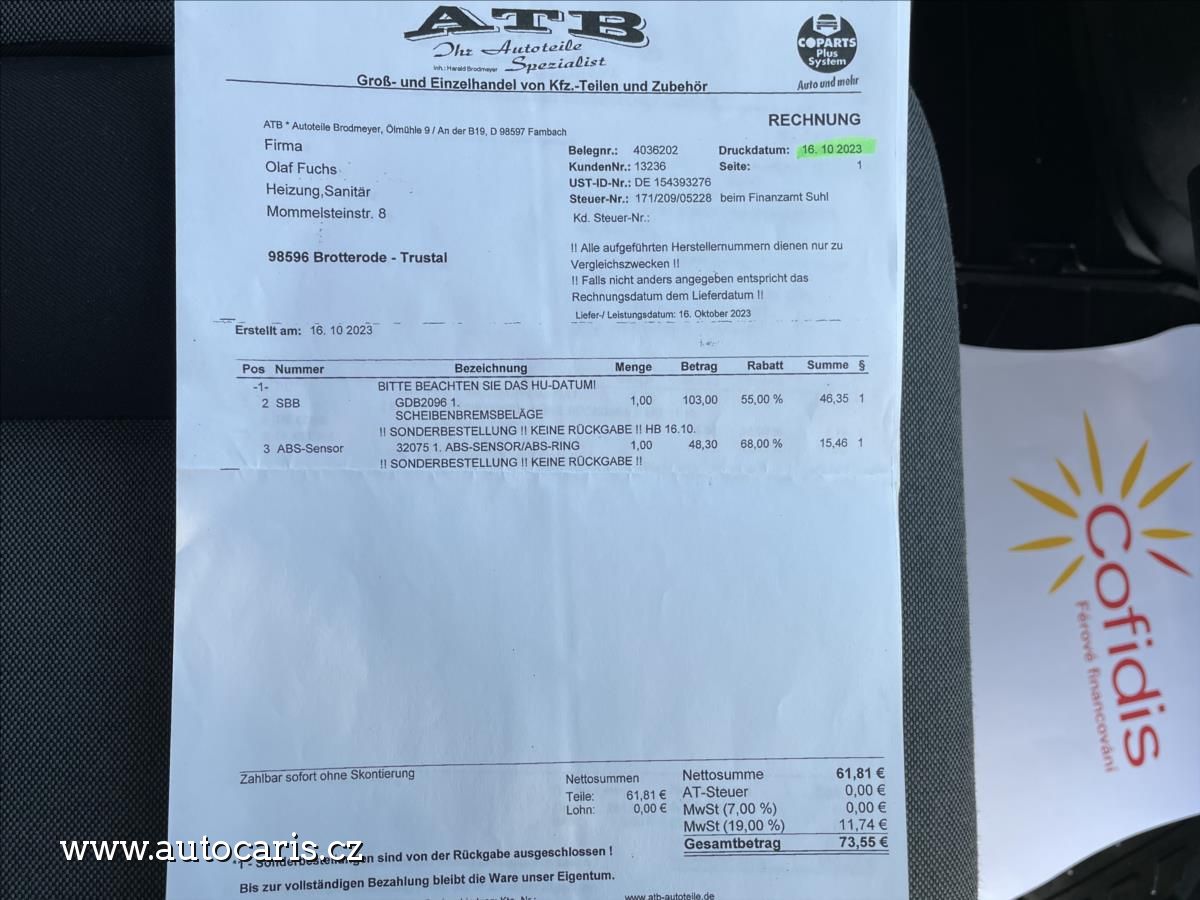 ATB
Ihr Autoteile
Spezialist
Inh.: Harald Brodmeyer
COPARTS
Plus
System
Auto und mehr
Groß- und Einzelhandel von Kfz.-Teilen und Zubehör
RECHNUNG
ATB * Autoteile Brodmeyer, Ölmühle 9 / An der B19, D 98597 Fambach
Firma
Olaf Fuchs
Heizung,Sanitär
Mommelsteinstr. 8
98596 Brotterode - Trustal
Belegnr.: 4036202 Druckdatum: 16. 10 2023
KundenNr.: 13236 Seite: 1
UST-ID-Nr.: DE 154393276
Steuer-Nr.: 171/209/05228 beim Finanzamt Suhl
Kd. Steuer-Nr.:
!! Alle aufgeführten Herstellernummern dienen nur zu
Vergleichszwecken !!
!! Falls nicht anders angegeben entspricht das
Rechnungsdatum dem Lieferdatum !!
Liefer-/ Leistungsdatum: 16. Oktober 2023
Erstellt am: 16. 10 2023
Pos Nummer Bezeichnung Menge Betrag Rabatt Summe §
-1- BITTE BEACHTEN SIE DAS HU-DATUM!
2 SBB GDB2096 1. 1,00 103,00 55,00 % 46,35 1
SCHEIBENBREMSBELÄGE
!! SONDERBESTELLUNG !! KEINE RÜCKGABE !! HB 16.10.
3 ABS-Sensor 32075 1. ABS-SENSOR/ABS-RING 1,00 48,30 68,00 % 15,46 1
!! SONDERBESTELLUNG !! KEINE RÜCKGABE !!
Cofidis
Férové financování
Zahlbar sofort ohne Skontierung
Nettosummen
Teile: 61,81 €
Lohn: 0,00 €
Nettosumme 61,81 €
AT-Steuer 0,00 €
MwSt (7,00 %) 0,00 €
MwSt (19,00 %) 11,74 €
Gesamtbetrag 73,55 €
www.autocaris.cz
sind von der Rückgabe ausgeschlossen !
Bis zur vollständigen Bezahlung bleibt die Ware unser Eigentum.
www.atb-autoteile.de